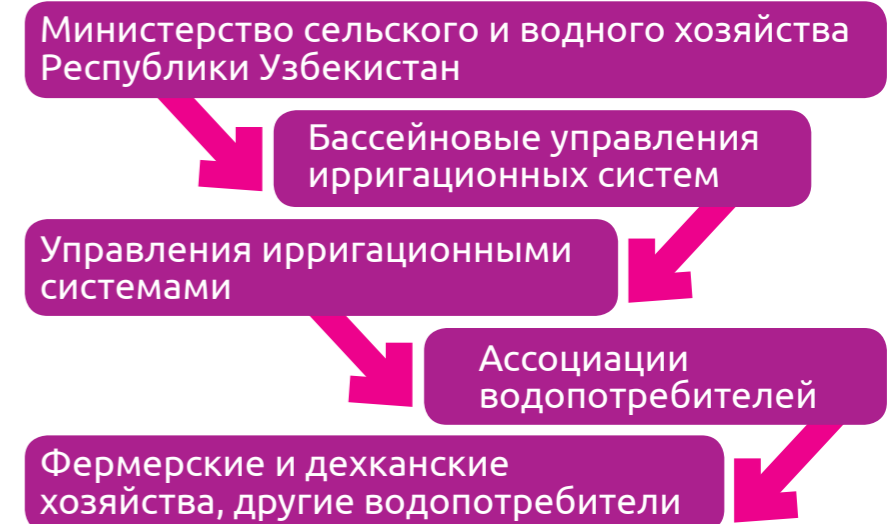 Министерство сельского и водного хозяйства
Республики Узбекистан
Бассейновые управления
ирригационных систем
Управления ирригационными
системами
Ассоциации
водопотребителей
Фермерские и дехканские
хозяйства, другие водопотребители